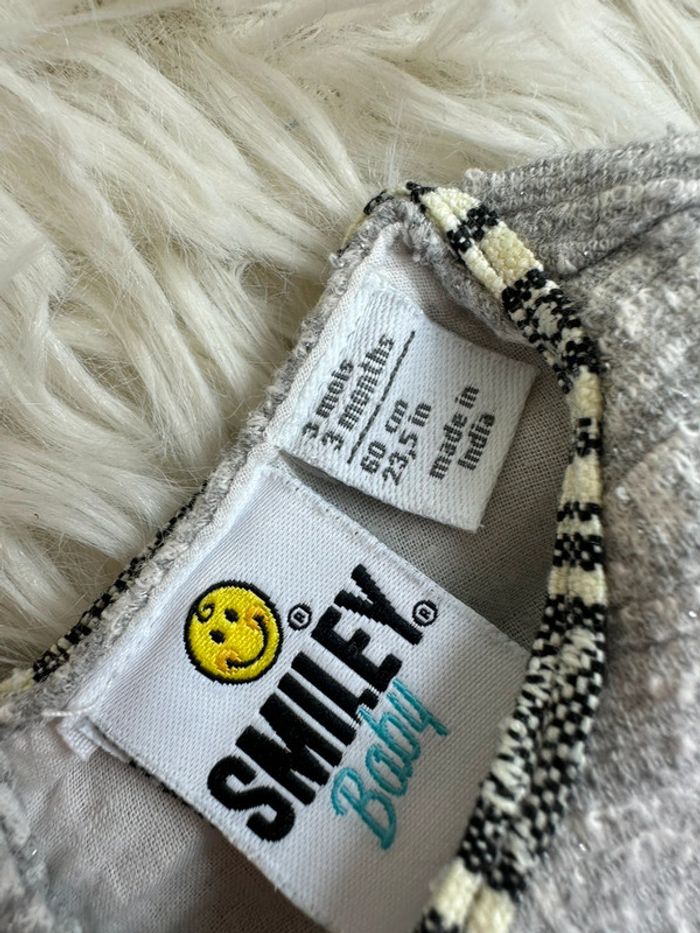 3 mois
3 months
60 cm
23,5 in
made in
India
® 
SMILEY®
Baby